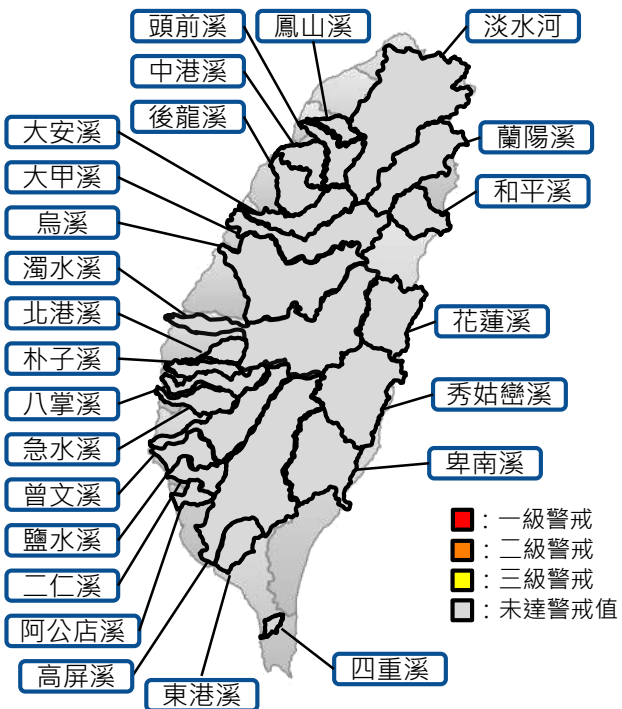 頭前溪
鳳山溪
淡水河
中港溪
後龍溪
大安溪
蘭陽溪
大甲溪
和平溪
烏溪
濁水溪
北港溪
花蓮溪
朴子溪
八掌溪
秀姑巒溪
急水溪
卑南溪
曾文溪
鹽水溪
二仁溪
阿公店溪
高屏溪
東港溪
四重溪
：一級警戒
：二級警戒
：三級警戒
：未達警戒值